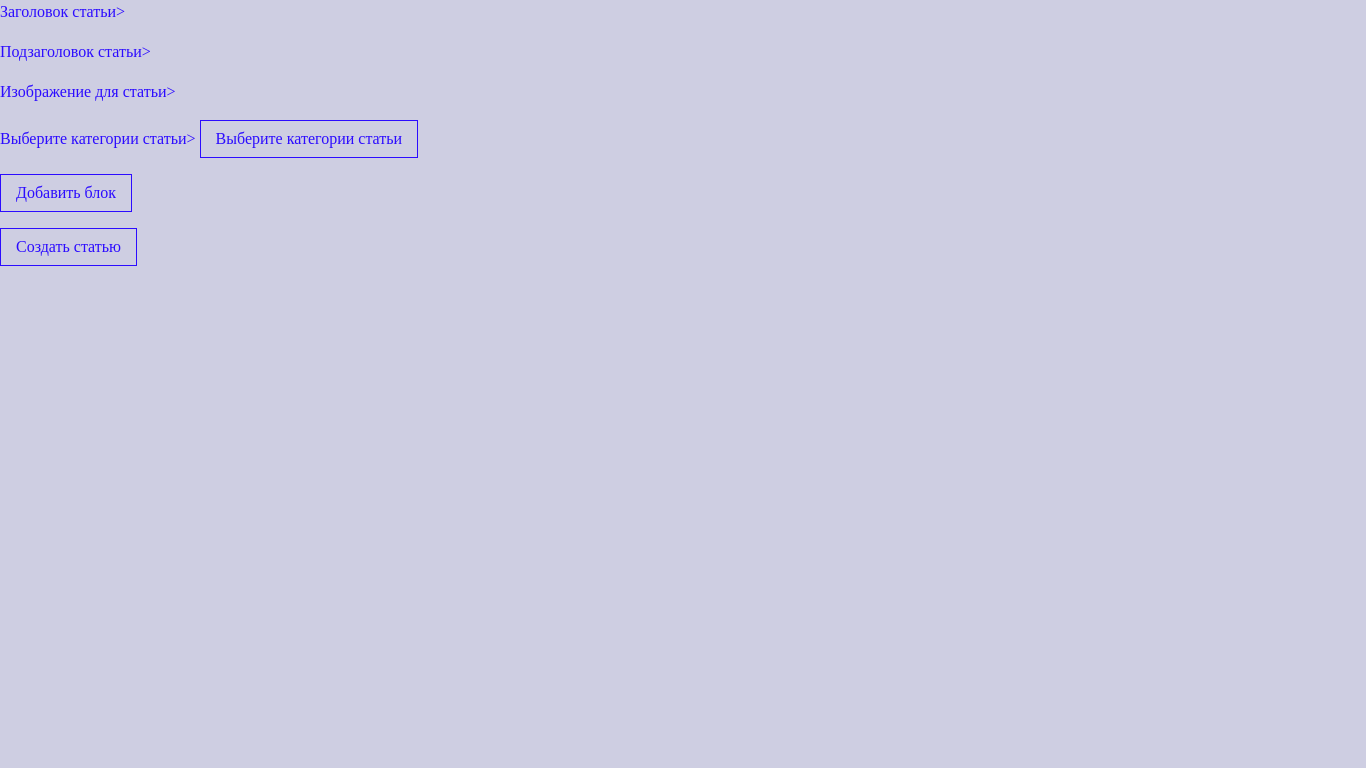 Заголовок статьи>
Подзаголовок статьи>
Изображение для статьи>
Выберите категории статьи> Выберите категории статьи
Добавить блок
Создать статью